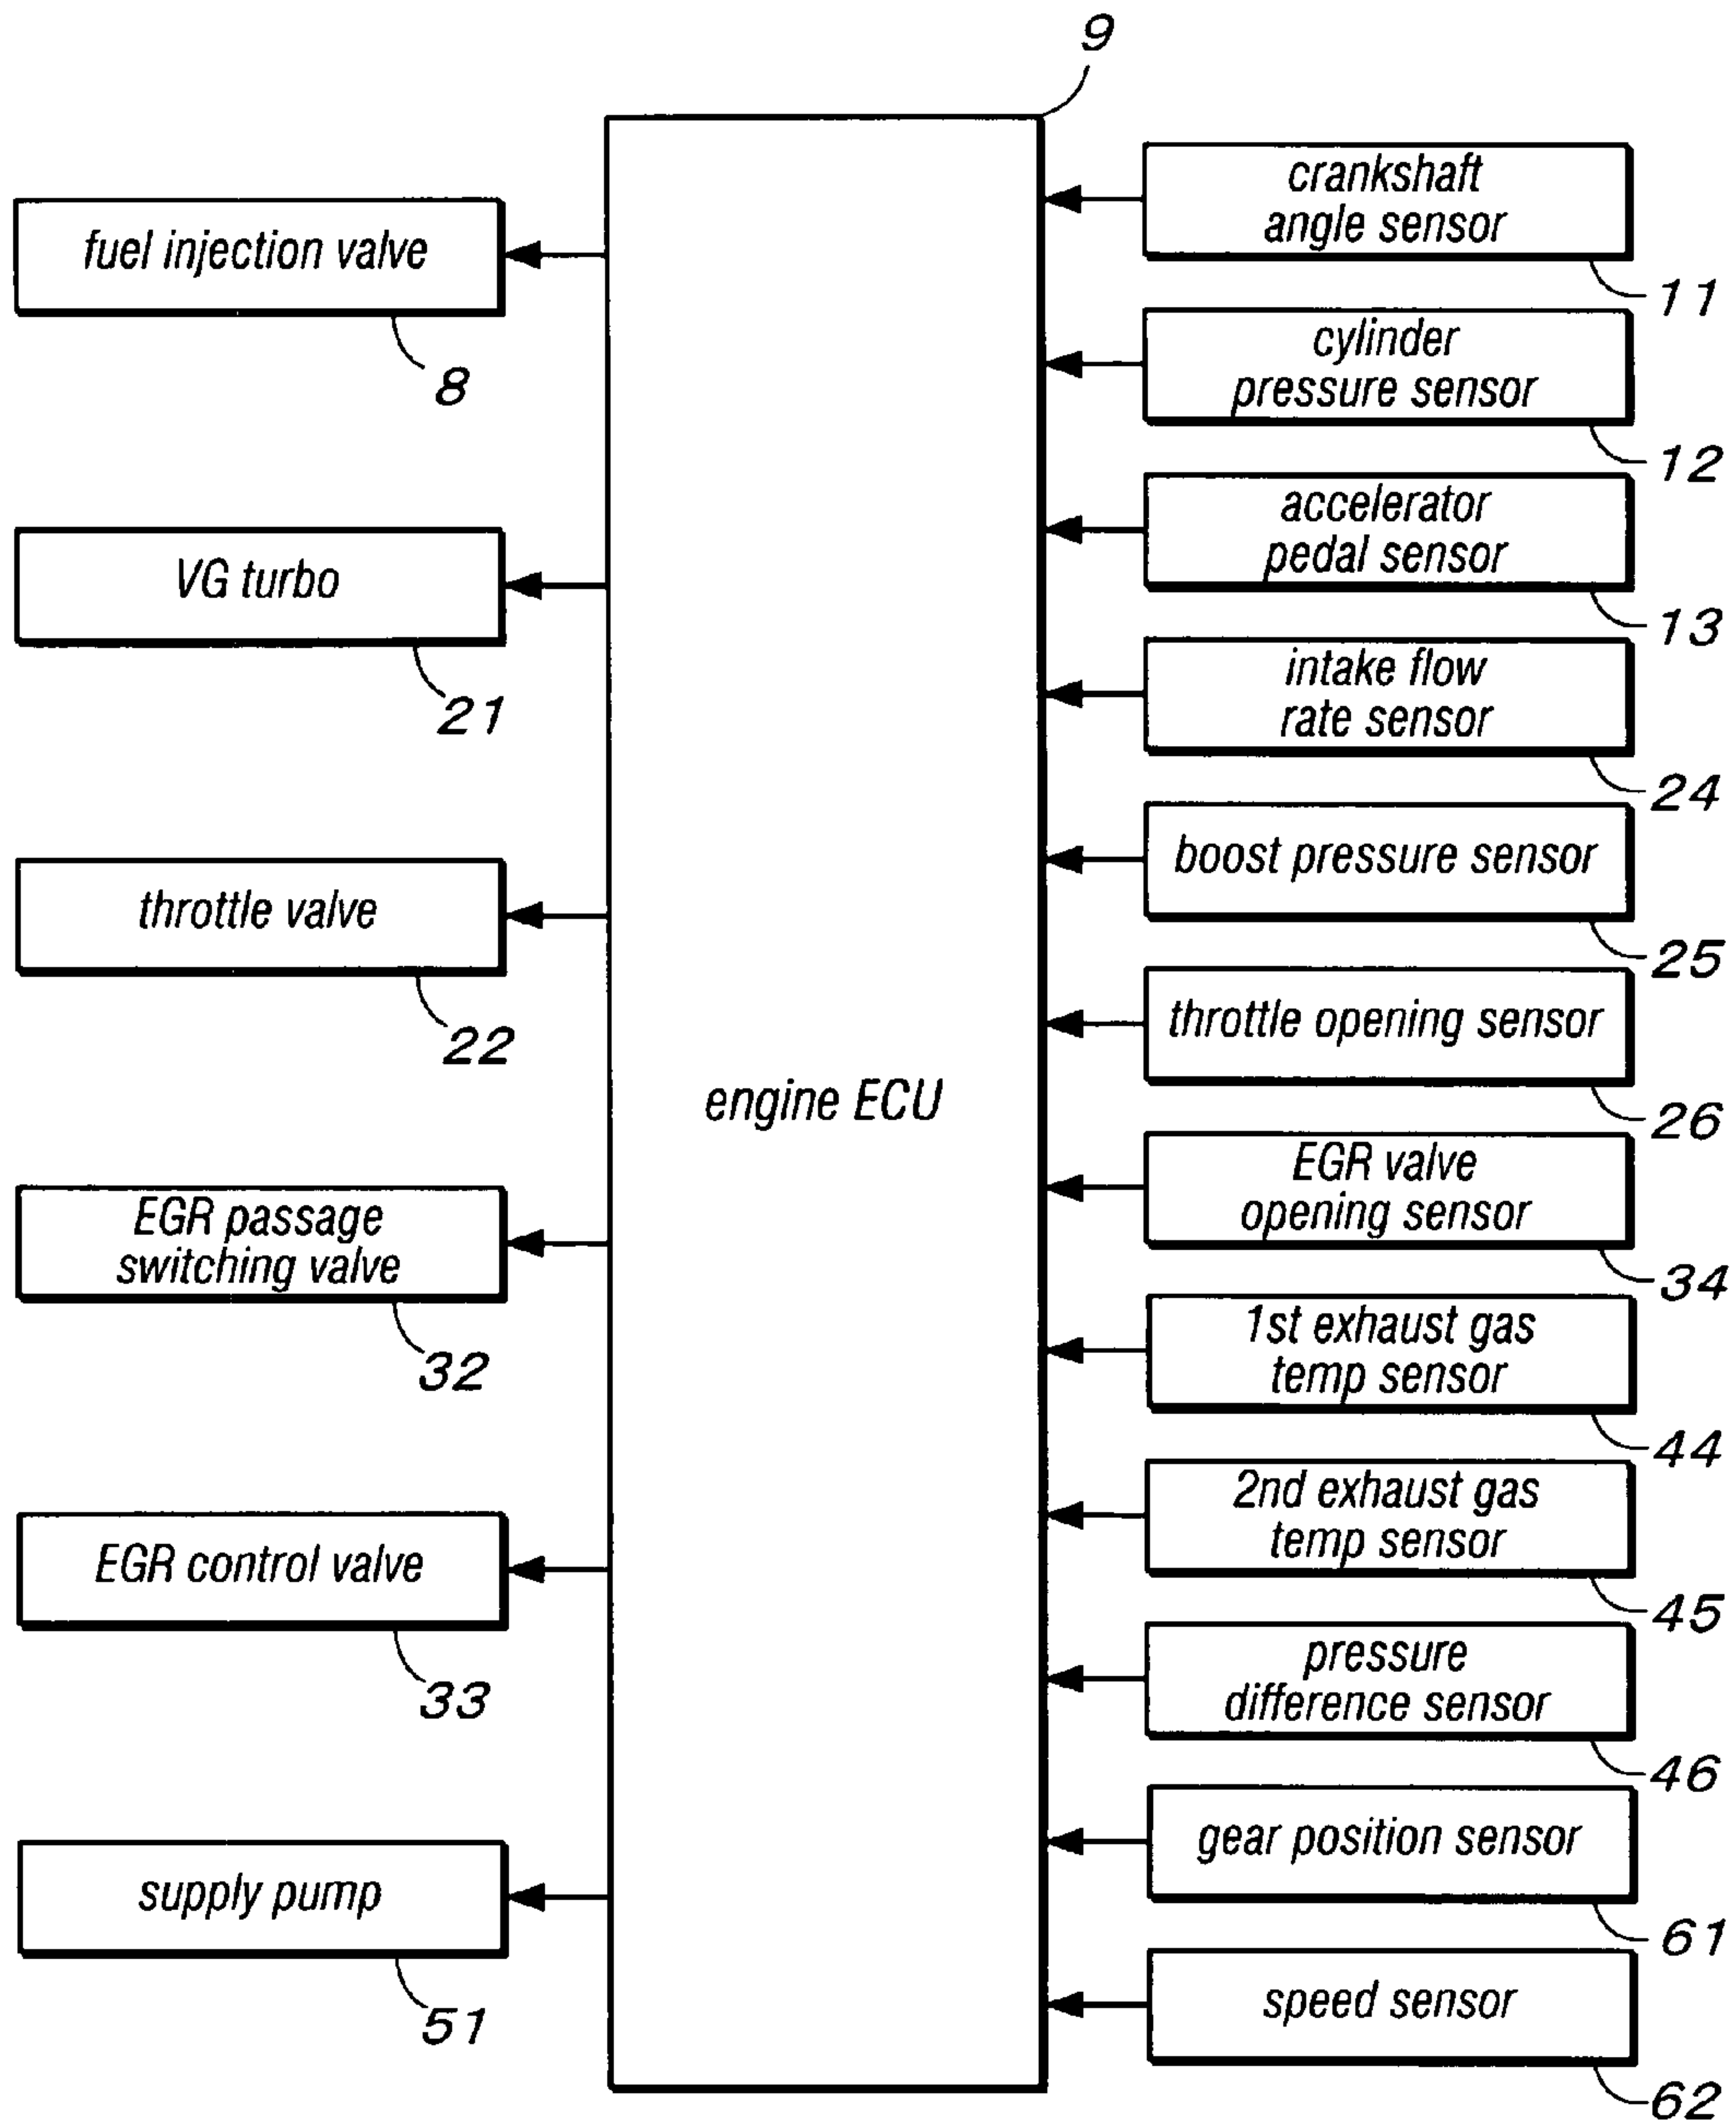 9
fuel injection valve
8
VG turbo
21
throttle valve
22
EGR passage
switching valve
32
EGR control valve
33
supply pump
51
engine ECU
crankshaft
angle sensor
11
cylinder
pressure sensor
12
accelerator
pedal sensor
13
intake flow
rate sensor
24
boost pressure sensor
25
throttle opening sensor
26
EGR valve
opening sensor
34
1st exhaust gas
temp sensor
44
2nd exhaust gas
temp sensor
45
pressure
difference sensor
46
gear position sensor
61
speed sensor
62